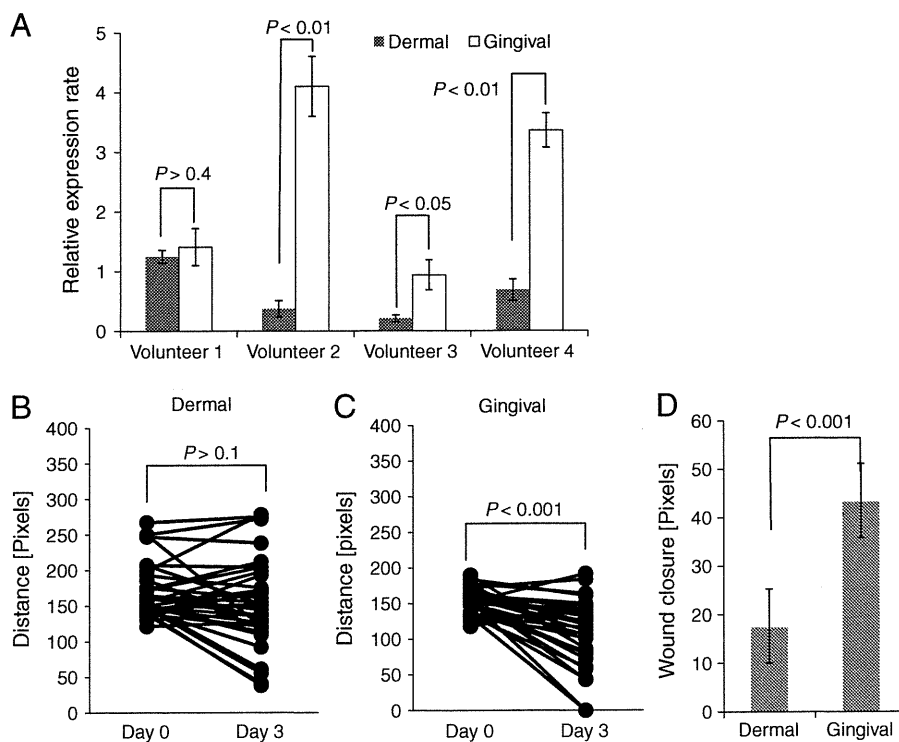 A
Relative expression rate
5
4
3
2
1
0
Dermal
Gingival
P > 0.4
P < 0.01
P < 0.05
P < 0.01
Volunteer 1
Volunteer 2
Volunteer 3
Volunteer 4
B
Dermal
Distance [Pixels]
400
350
300
250
200
150
100
50
0
P > 0.1
Day 0
Day 3
C
Gingival
Distance [pixels]
400
350
300
250
200
150
100
50
0
P < 0.001
Day 0
Day 3
D
Wound closure [Pixels]
60
50
40
30
20
10
0
P < 0.001
Dermal
Gingival